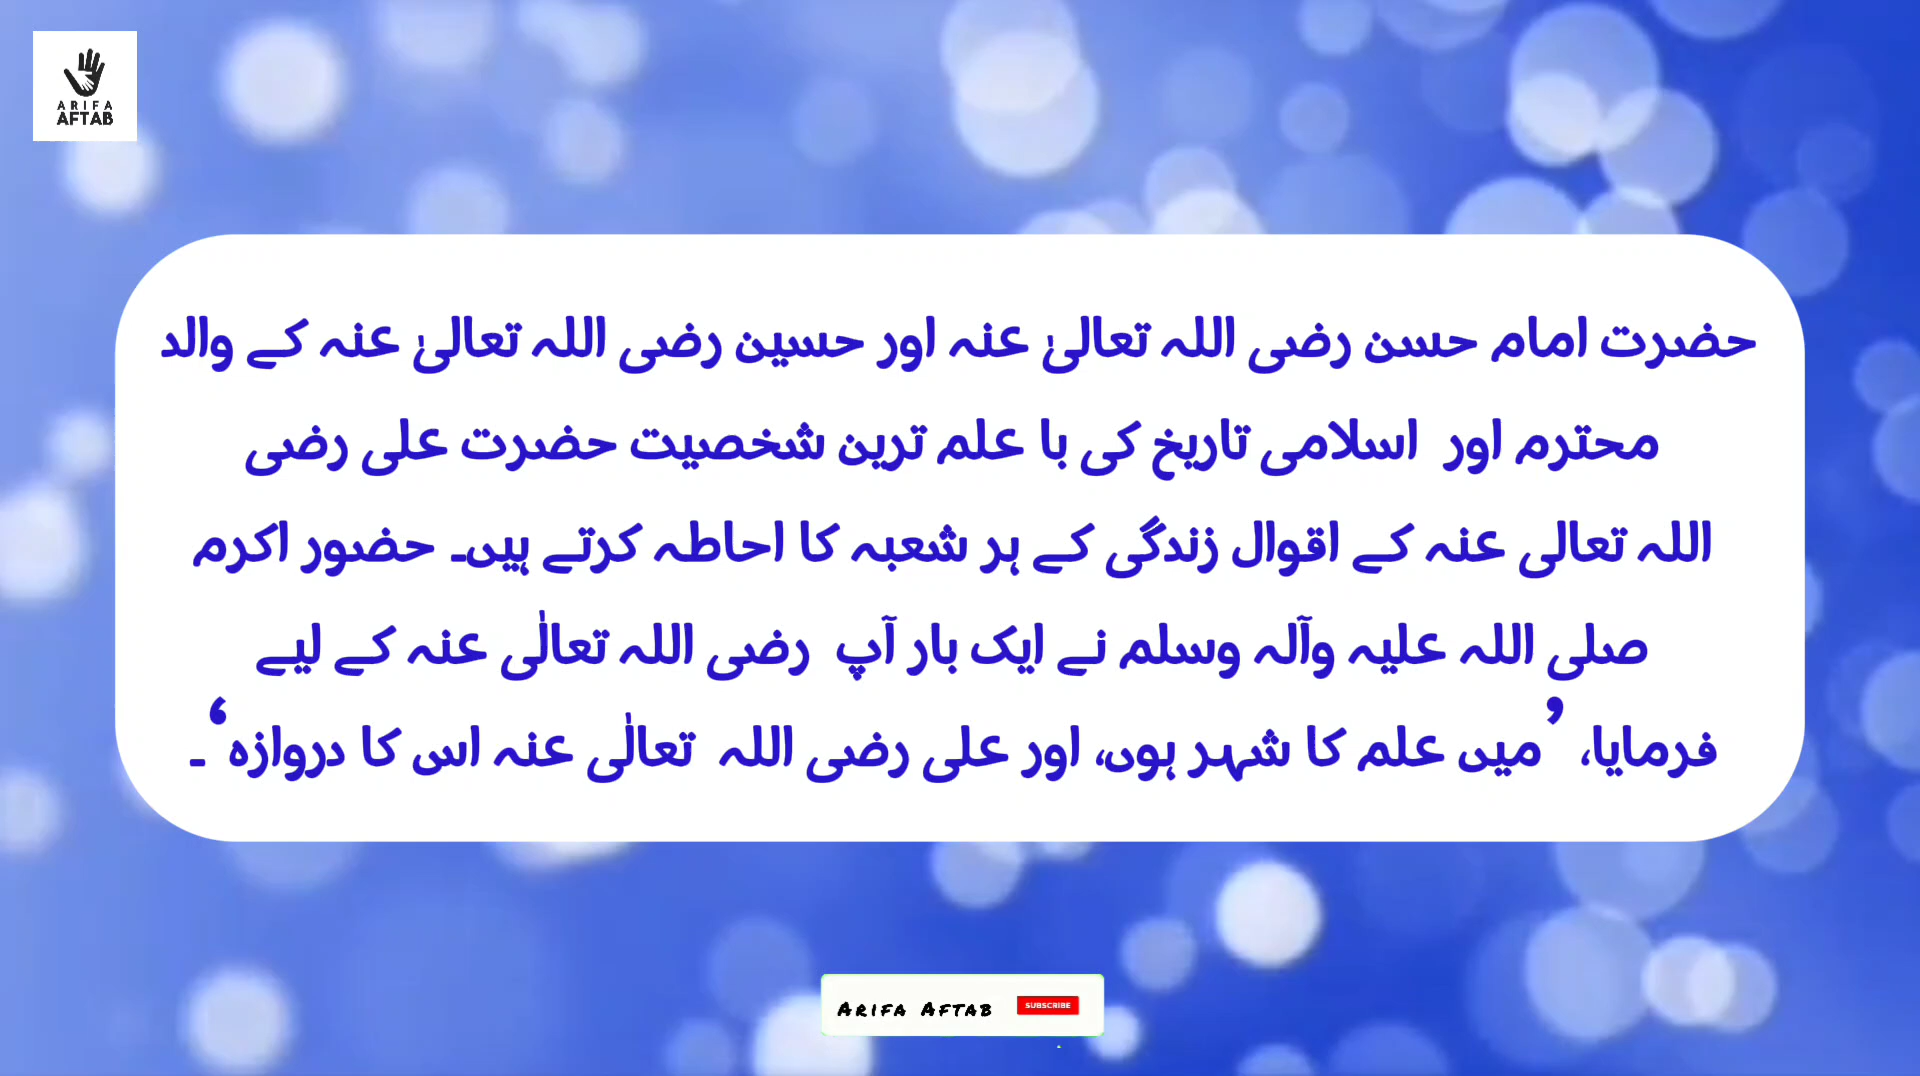 ARIFA
AFTAB
حضرت امام حسن رضی اللہ تعالیٰ عنہ اور حسین رضی اللہ تعالیٰ عنہ کے والد
محترم اور اسلامی تاریخ کی با علم ترین شخصیت حضرت علی رضی
اللہ تعالی عنہ کے اقوال زندگی کے ہر شعبہ کا احاطہ کرتے ہیں۔ حضور اکرم
صلی اللہ علیہ وآلہ وسلم نے ایک بار آپ رضی اللہ تعالٰی عنہ کے لیے
فرمایا، ’میں علم کا شہر ہوں، اور علی رضی اللہ تعالٰی عنہ اس کا دروازہ‘۔
ARIFA AFTAB SUBSCRIBE